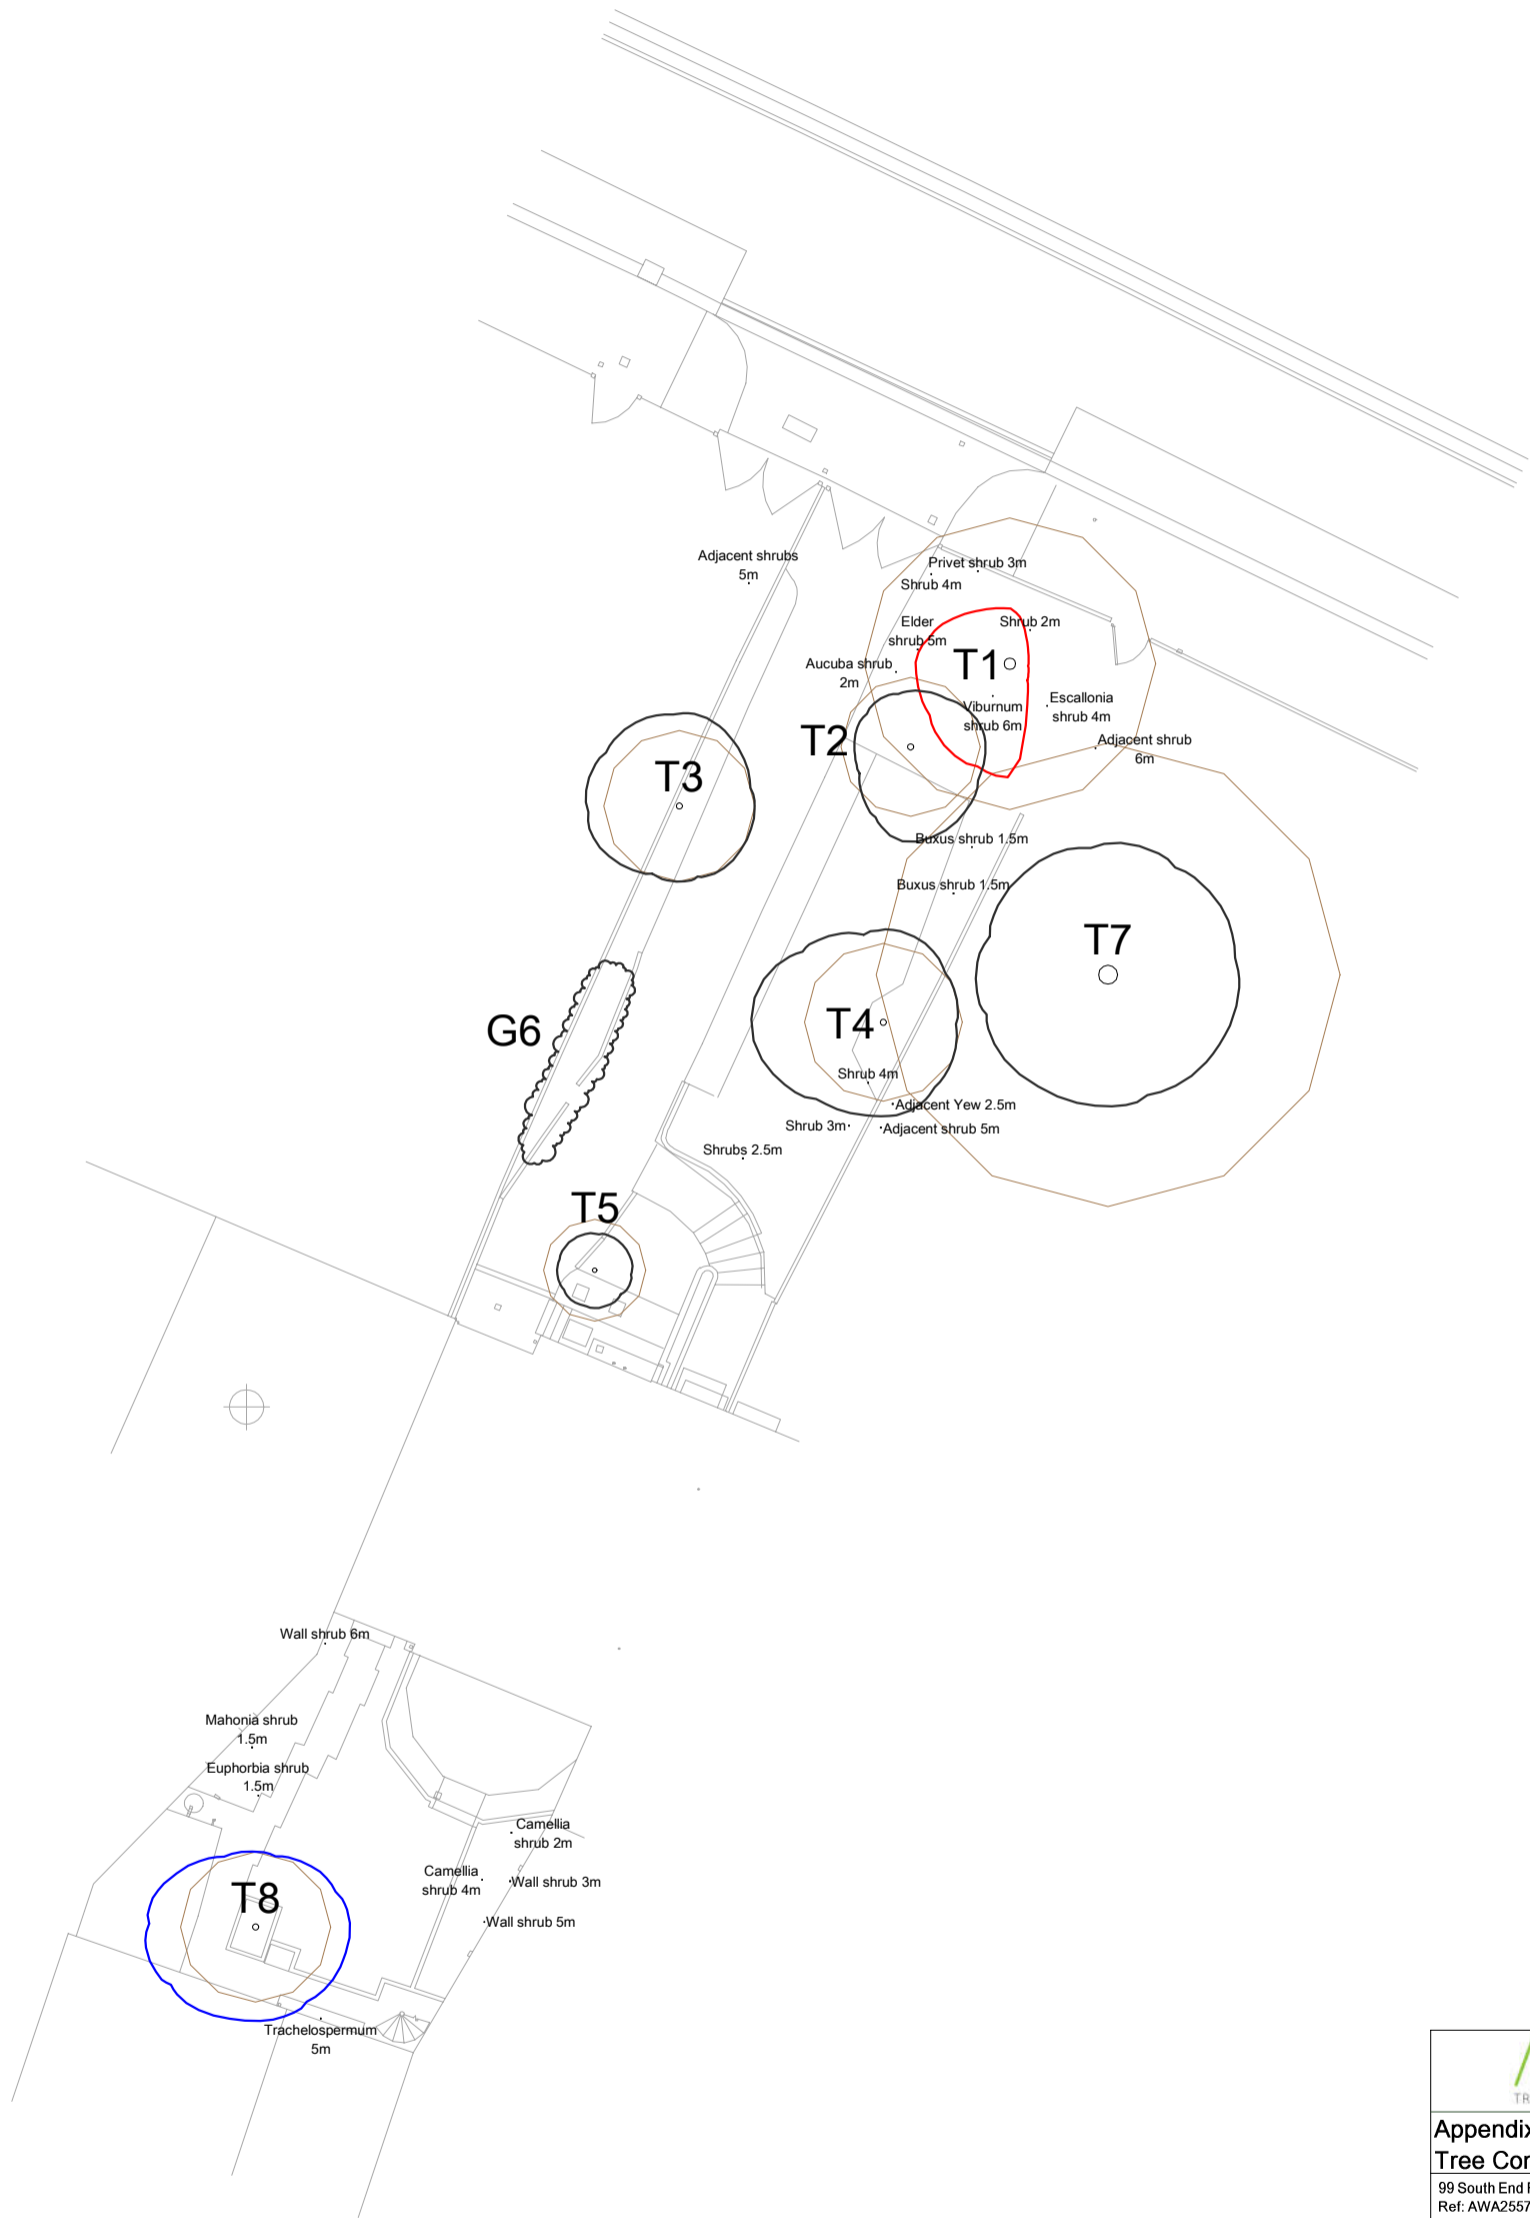 Adjacent shrubs
5m
Privet shrub 3m
Shrub 4m
Elder
shrub 5m
Shrub 2m
T1
Aucuba shrub
2m
Viburnum
shrub 6m
Escallonia
shrub 4m
T2
Adjacent shrub
6m
T3
Buxus shrub 1.5m
Buxus shrub 1.5m
T7
G6
T4
Shrub 4m
Adjacent Yew 2.5m
Shrub 3m
Adjacent shrub 5m
Shrubs 2.5m
T5
Wall shrub 6m
Mahonia shrub
1.5m
Euphorbia shrub
1.5m
Camellia
shrub 2m
Camellia
shrub 4m
Wall shrub 3m
T8
Wall shrub 5m
Trachelospermum
5m
TR
Appendix
Tree Con
99 South End
Ref: AWA2557